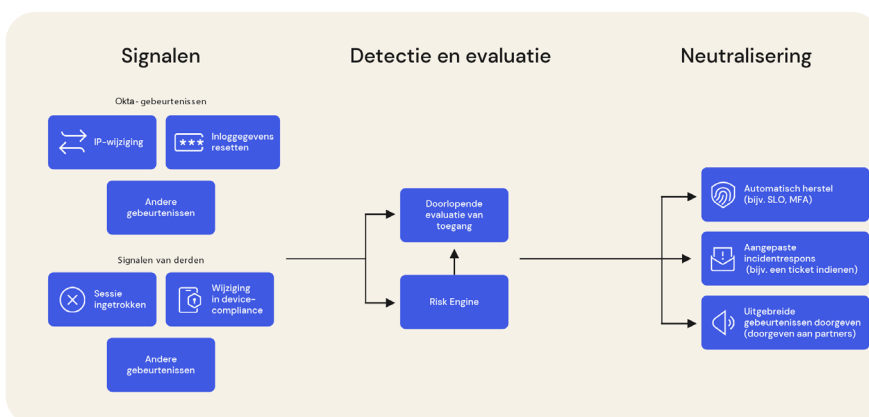 Signalen
Detectie en evaluatie
Neutralisering
Okta- gebeurtenissen
IP-wijziging
***
Inloggegevens
resetten
Andere
gebeurtenissen
Signalen van derden
Sessie
ingetrokken
Wijziging
in device-
compliance
Andere
gebeurtenissen
Doorlopende
evaluatie van
toegang
Risk Engine
Automatisch herstel
(bijv. SLO, MFA)
Aangepaste
incidentrespons
(bijv. een ticket indienen)
Uitgebreide
gebeurtenissen doorgeven
(doorgeven aan partners)